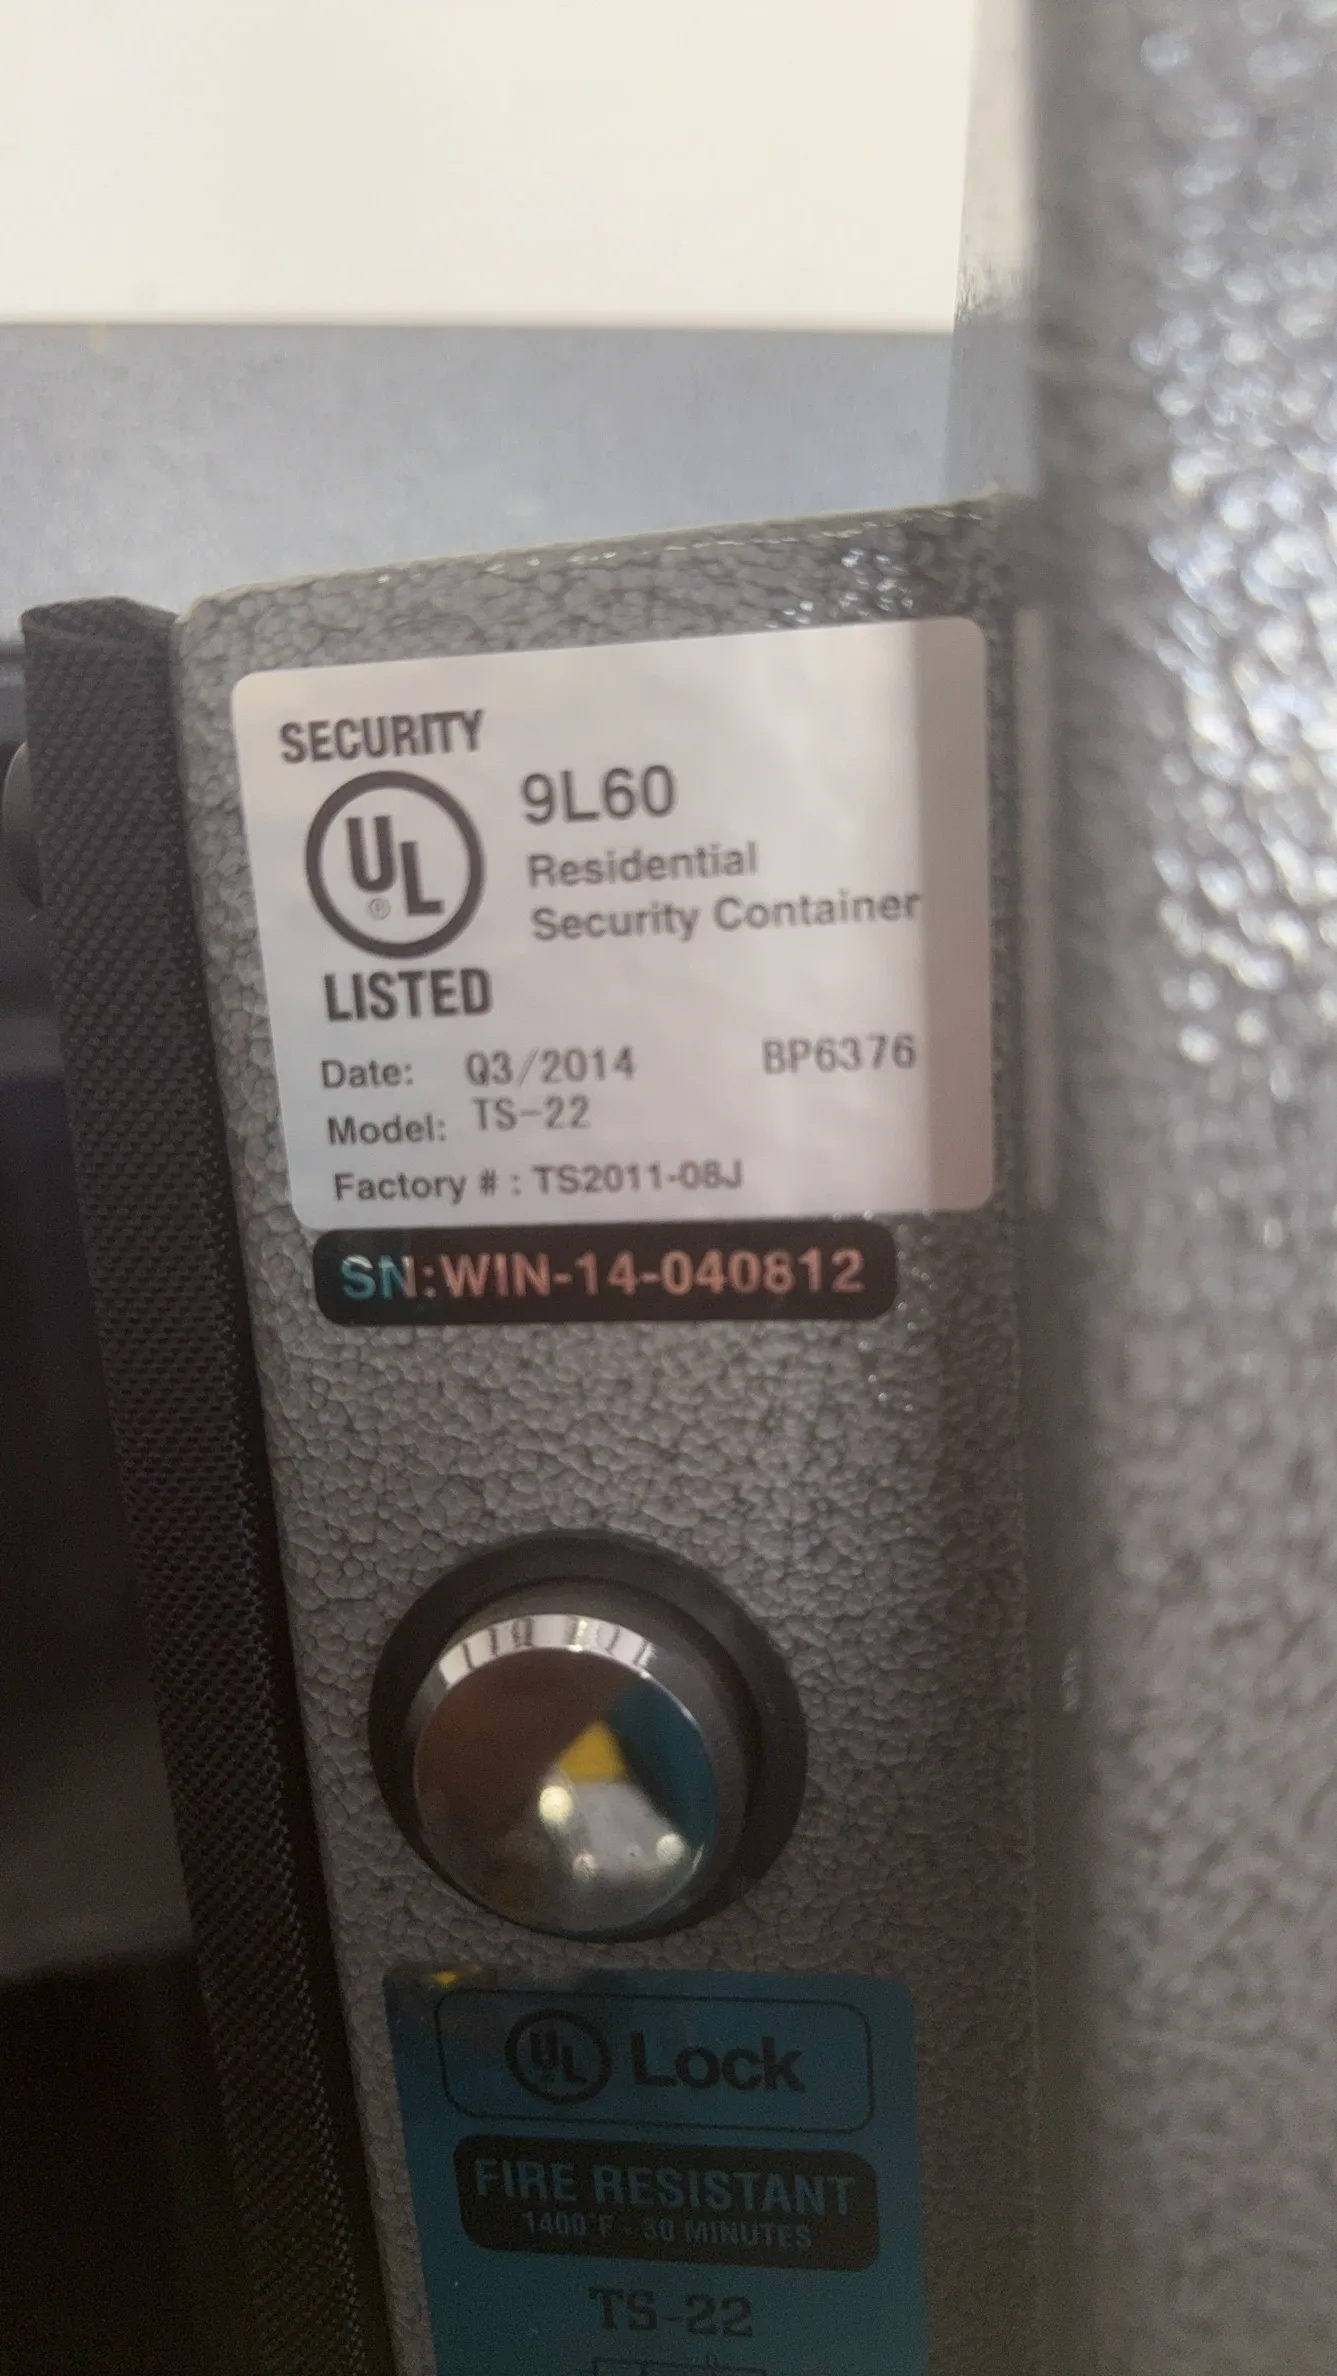 SECURITY
9L60
UL
®
Residential
Security Container
LISTED
Date: Q3/2014 BP6376
Model: TS-22
Factory # : TS2011-08J
SN:WIN-14-040812
UL Lock
FIRE RESISTANT
1400°F - 30 MINUTES
TS-22